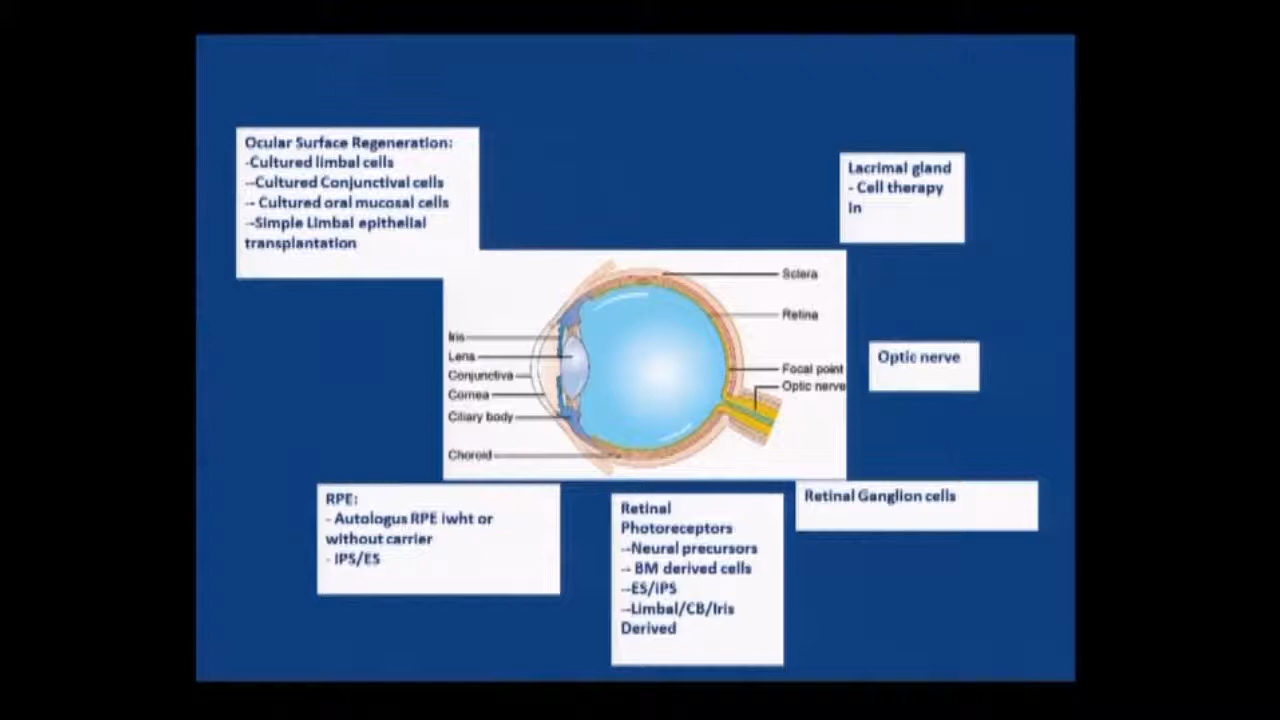 Ocular Surface Regeneration:
-Cultured limbal cells
--Cultured Conjunctival cells
-- Cultured oral mucosal cells
--Simple Limbal epithelial
transplantation
Lacrimal gland
- Cell therapy
in
Sclera
Retina
Iris
Lens
Conjunctiva
Cornea
Ciliary body
Choroid
Focal point
Optic nerve
Optic nerve
RPE:
- Autologus RPE iwht or
without carrier
- IPS/ES
Retinal
Photoreceptors
--Neural precursors
-- BM derived cells
--ES/iPS
--Limbal/CB/Iris
Derived
Retinal Ganglion cells